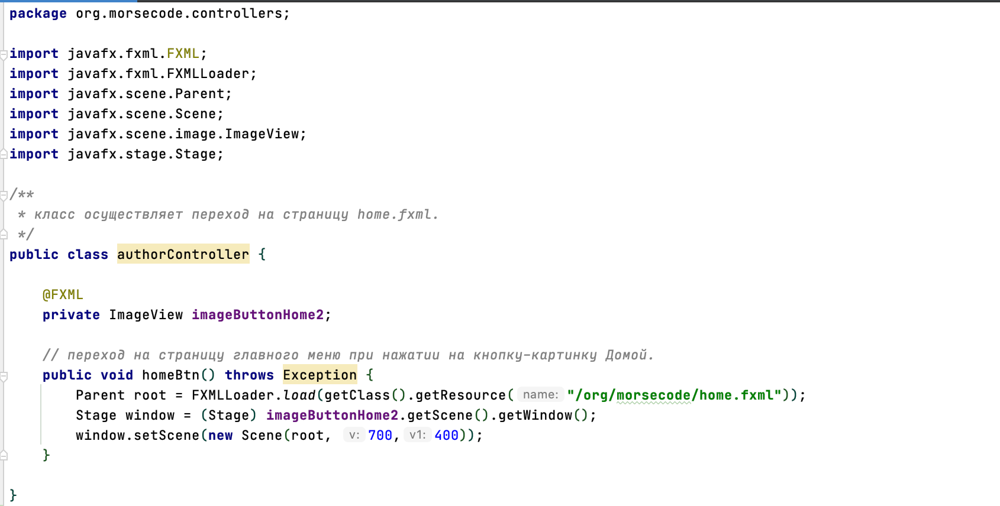 package org.morsecode.controllers;
import javafx.fxml.FXML;
import javafx.fxml.FXMLLoader;
import javafx.scene.Parent;
import javafx.scene.Scene;
import javafx.scene.image.ImageView;
import javafx.stage.Stage;
/**
 * класс осуществляет переход на страницу home.fxml.
 */
public class authorController {
    @FXML
    private ImageView imageButtonHome2;
    // переход на страницу главного меню при нажатии на кнопку-картинку Домой.
    public void homeBtn() throws Exception {
        Parent root = FXMLLoader.load(getClass().getResource( name: "/org/morsecode/home.fxml"));
        Stage window = (Stage) imageButtonHome2.getScene().getWindow();
        window.setScene(new Scene(root, v: 700, v1: 400));
    }
}